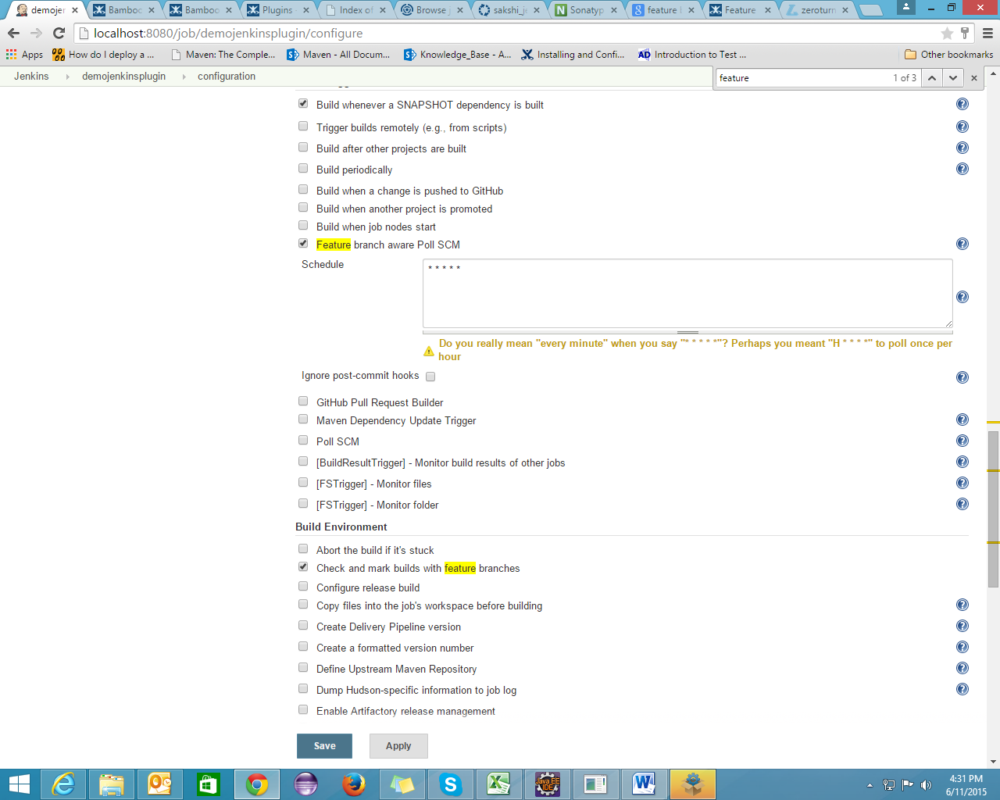 demojer
Bamboc
Bamboo
Plugins
Index of
Browse
sakshi_je
Sonatyp
feature
Feature
zeroturn
localhost:8080/job/demojenkinsplugin/configure
Apps How do I deploy a ... Maven: The Comple... Maven - All Docum... Knowledge_Base - A... Installing and Confi... AD Introduction to Test ... Other bookmarks
Jenkins demojenkinsplugin configuration
feature 1 of 3
Build whenever a SNAPSHOT dependency is built
Trigger builds remotely (e.g., from scripts)
Build after other projects are built
Build periodically
Build when a change is pushed to GitHub
Build when another project is promoted
Build when job nodes start
Feature branch aware Poll SCM
Schedule
* * * * *
Do you really mean "every minute" when you say "* * * * *"? Perhaps you meant "H * * * *" to poll once per
hour
Ignore post-commit hooks
GitHub Pull Request Builder
Maven Dependency Update Trigger
Poll SCM
[BuildResultTrigger] - Monitor build results of other jobs
[FSTrigger] - Monitor files
[FSTrigger] - Monitor folder
Build Environment
Abort the build if it's stuck
Check and mark builds with feature branches
Configure release build
Copy files into the job's workspace before building
Create Delivery Pipeline version
Create a formatted version number
Define Upstream Maven Repository
Dump Hudson-specific information to job log
Enable Artifactory release management
Save Apply
Java EE
IDE
4:31 PM
6/11/2015